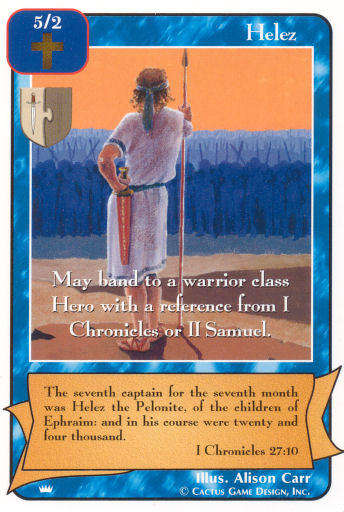 5/2
Helez
May band to a warrior class
Hero with a reference from I
Chronicles or II Samuel.
The seventh captain for the seventh month
was Helez the Pelonite, of the children of
Ephraim: and in his course were twenty and
four thousand.
I Chronicles 27:10
Illus. Alison Carr
© CACTUS GAME DESIGN, INC.